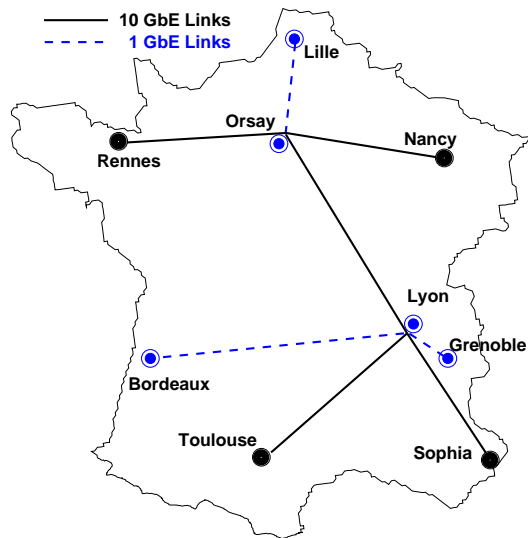 10 GbE Links
1 GbE Links
Lille
Orsay
Nancy
Rennes
Lyon
Grenoble
Bordeaux
Toulouse
Sophia